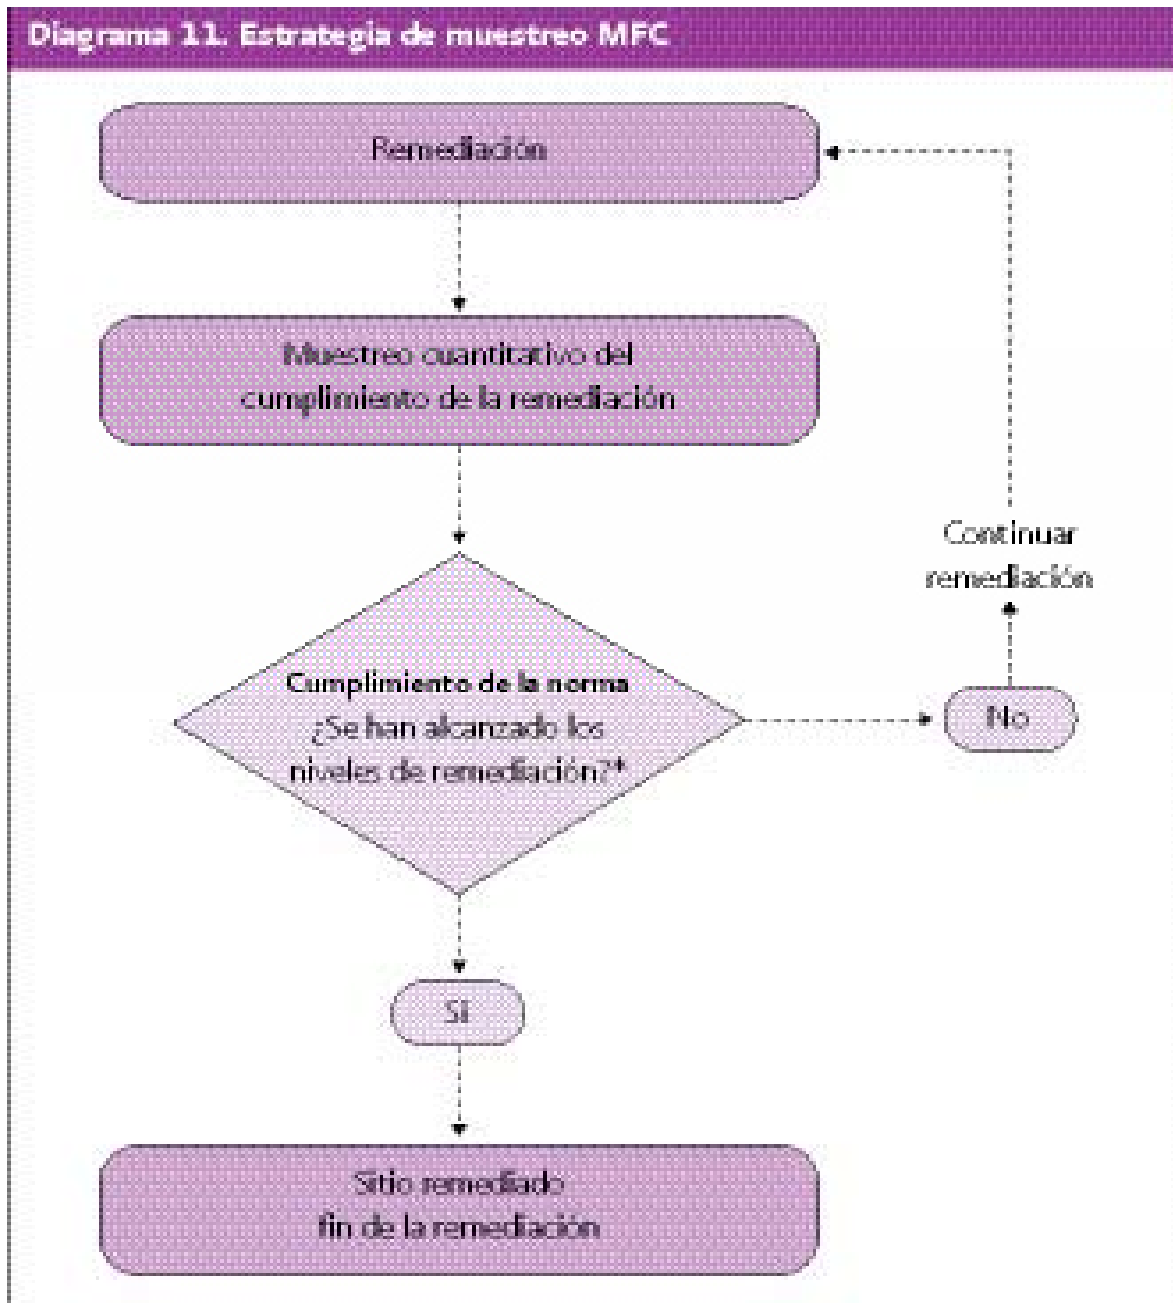 Diagrama 11. Estrategia de muestreo MFC
Remediación
Muestreo cuantitativo del
cumplimiento de la remediación
Cumplimiento de la norma
¿Se han alcanzado los
niveles de remediación?*
No
Continuar
remediación
Sí
Sitio remediado
fin de la remediación